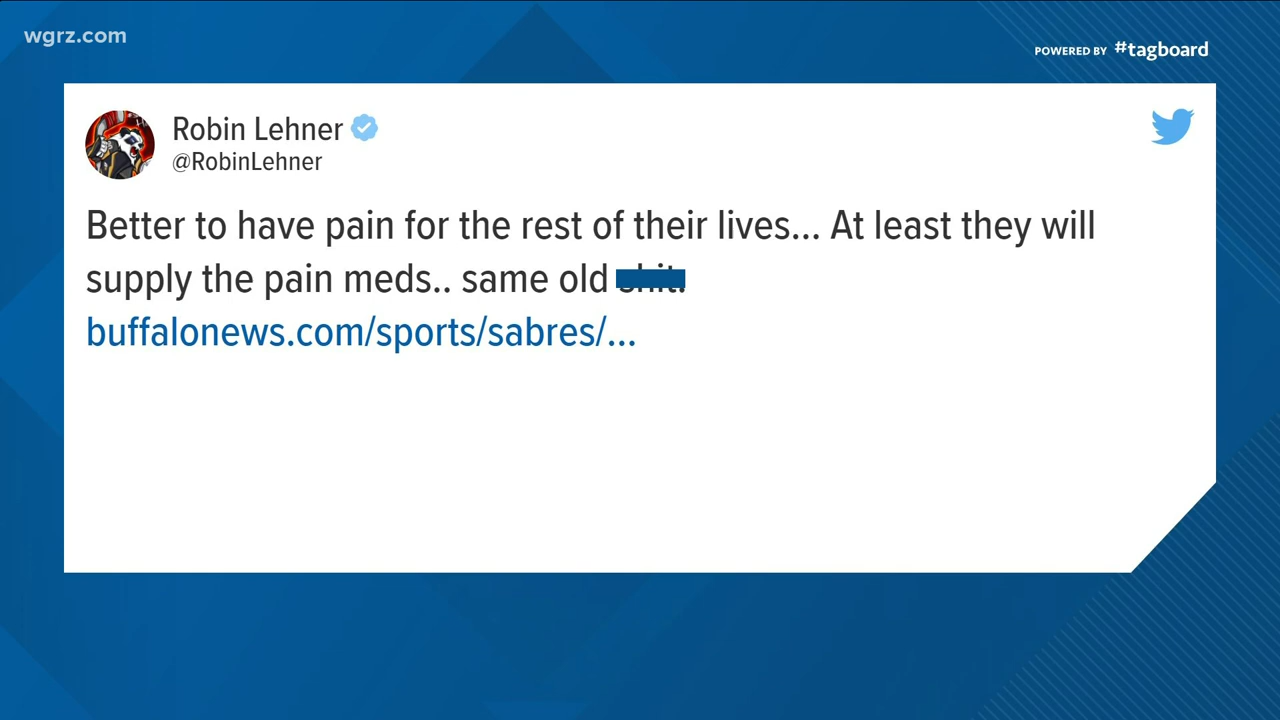 wgrz.com
POWERED BY #tagboard
Robin Lehner
@RobinLehner
Better to have pain for the rest of their lives... At least they will
supply the pain meds.. same old
buffalonews.com/sports/sabres/...